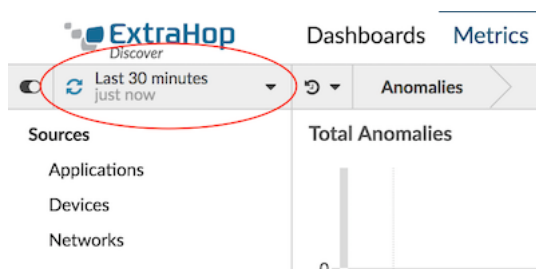 ExtraHop Dashboards Metrics
Discover
Last 30 minutes
just now
Anomalies
Sources
Total Anomalies
Applications
Devices
Networks
0